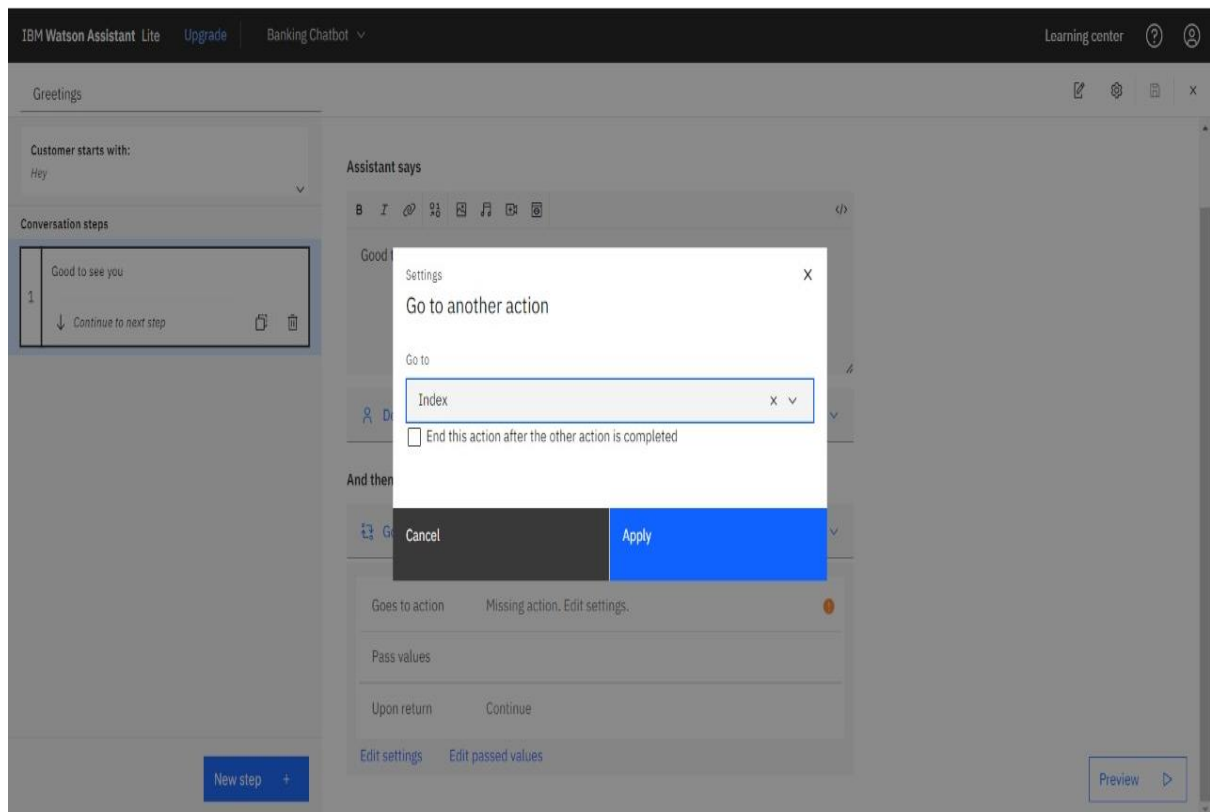 IBM Watson Assistant Lite Upgrade Banking Chatbot Learning center
Greetings
Customer starts with:
Hey
Conversation steps
1
Good to see you
Continue to next step
New step +
Assistant says
B I
</>
Good
Settings
Go to another action
X
Go to
Index
End this action after the other action is completed
Cancel
Apply
And then
Goes to action Missing action. Edit settings.
Pass values
Upon return Continue
Edit settings Edit passed values
Preview